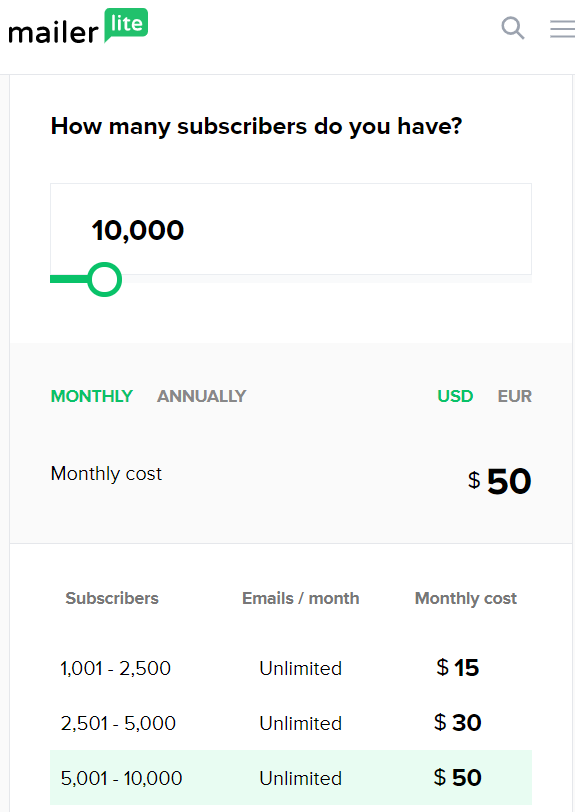 mailer lite
How many subscribers do you have?
10,000
MONTHLY ANNUALLY USD EUR
Monthly cost $ 50
Subscribers Emails / month Monthly cost
1,001 - 2,500 Unlimited $ 15
2,501 - 5,000 Unlimited $ 30
5,001 - 10,000 Unlimited $ 50